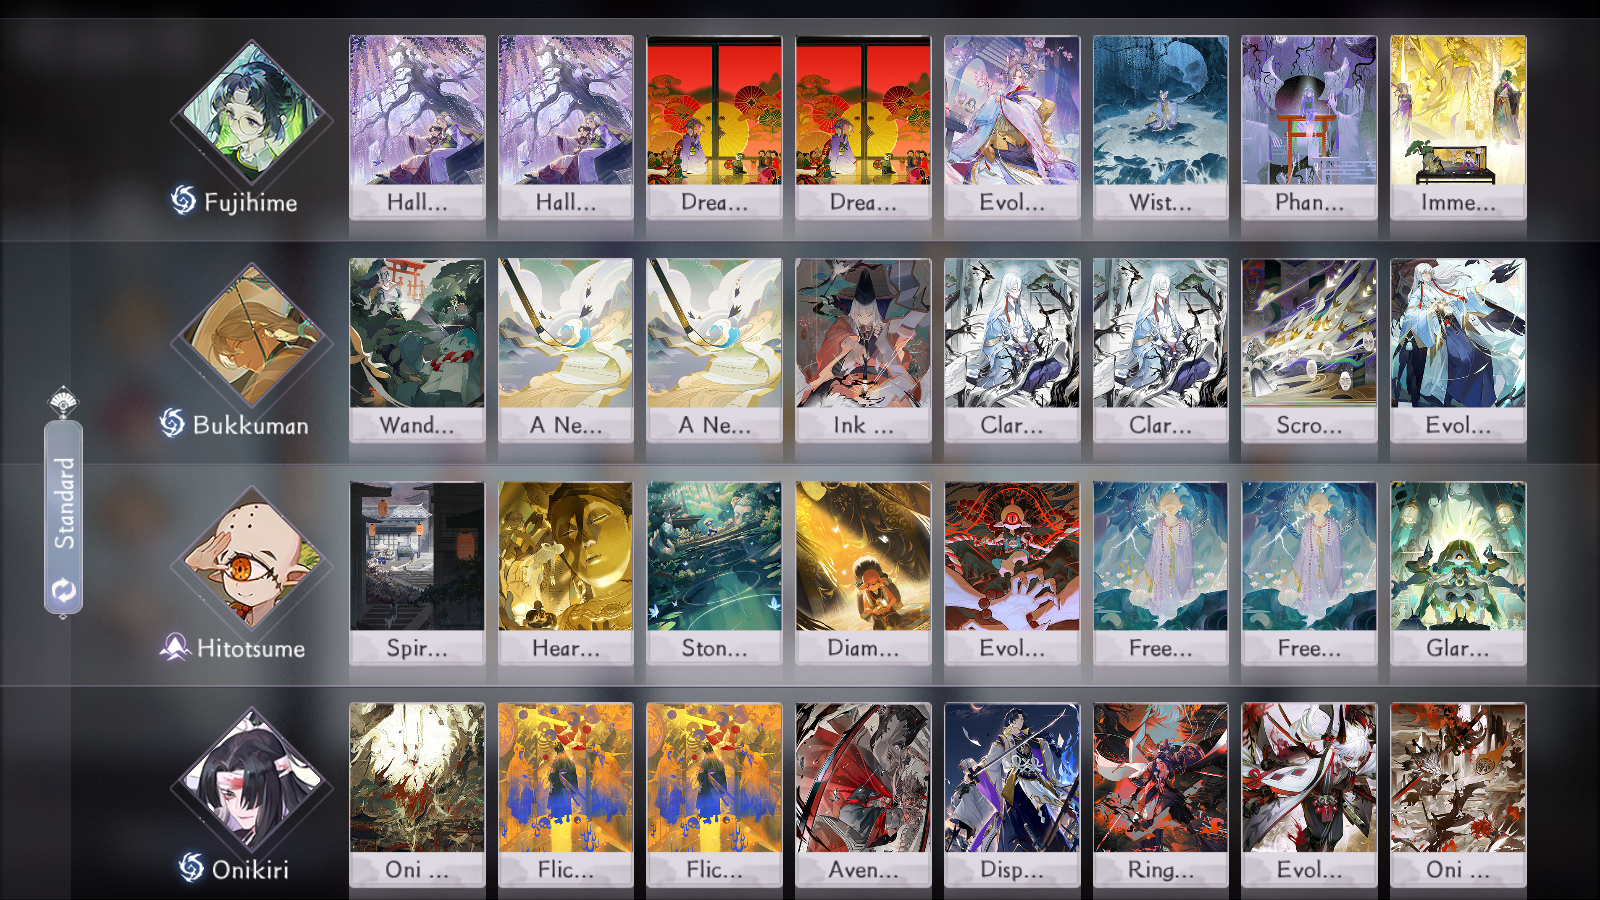 Hall...
Hall...
Drea...
Drea...
Evol...
Wist...
Phan...
Imme...
Fujihime
Wand...
A Ne...
A Ne...
Ink ...
Clar...
Clar...
Scro...
Evol...
Bukkuman
Standard
Spir...
Hear...
Ston...
Diam...
Evol...
Free...
Free...
Glar...
Hitotsume
Oni ...
Flic...
Flic...
Aven...
Disp...
Ring...
Evol...
Oni ...
Onikiri